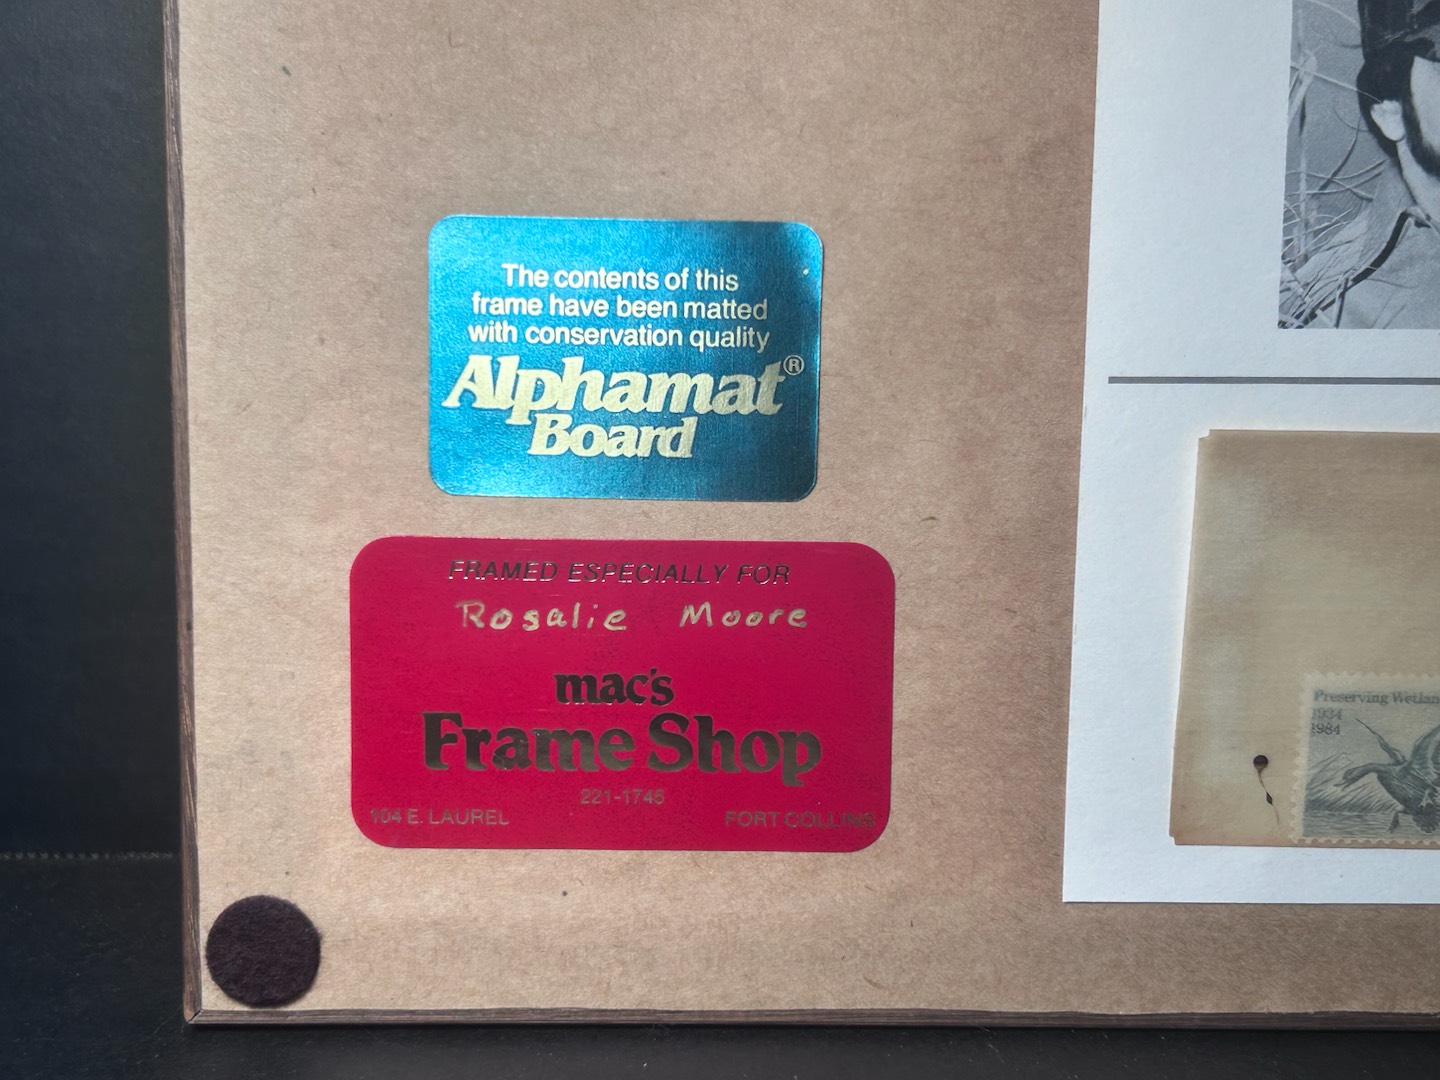 The contents of this
frame have been matted
with conservation quality
Alphamat®
Board
FRAMED ESPECIALLY FOR
Rosalie Moore
mac's
Frame Shop
221-1745
104 E. LAUREL FORT COLLINS
Preserving Wetlan
1934
1984